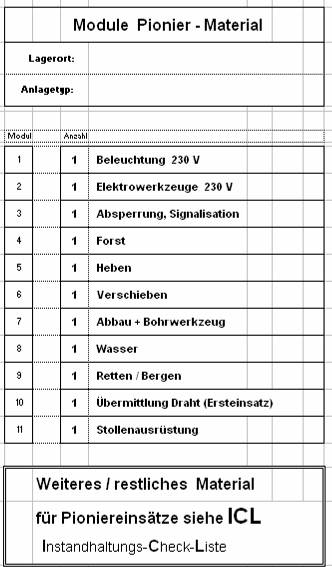 Module Pionier - Material
Lagerort:
Anlagetyp:
Modul Anzahl
1 1 Beleuchtung 230 V
2 1 Elektrowerkzeuge 230 V
3 1 Absperrung, Signalisation
4 1 Forst
5 1 Heben
6 1 Verschieben
7 1 Abbau + Bohrwerkzeug
8 1 Wasser
9 1 Retten / Bergen
10 1 Übermittlung Draht (Ersteinsatz)
11 1 Stollenausrüstung
Weiteres / restliches Material
für Pioniereinsätze siehe ICL
Instandhaltungs-Check-Liste